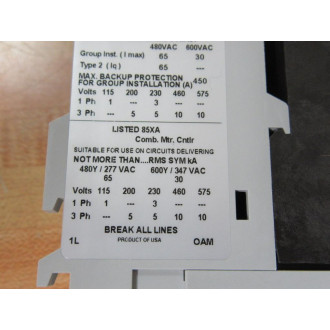 480VAC 600VAC
Group Inst. ( I max) 65 30
Type 2 ( Iq ) 65 ---
MAX. BACKUP PROTECTION
FOR GROUP INSTALLATION (A) 450
Volts 115 200 230 460 575
1 Ph 1 --- 3 --- ---
3 Ph - 5 5 10 10
LISTED 85XA
Comb. Mtr. Cntlr
SUITABLE FOR USE ON CIRCUITS DELIVERING
NOT MORE THAN....RMS SYM kA
480Y / 277 VAC 600Y / 347 VAC
65 30
Volts 115 200 230 460 575
1 Ph 1 --- 3 --- ---
3 Ph - 5 5 10 10
BREAK ALL LINES
1L PRODUCT OF USA OAM